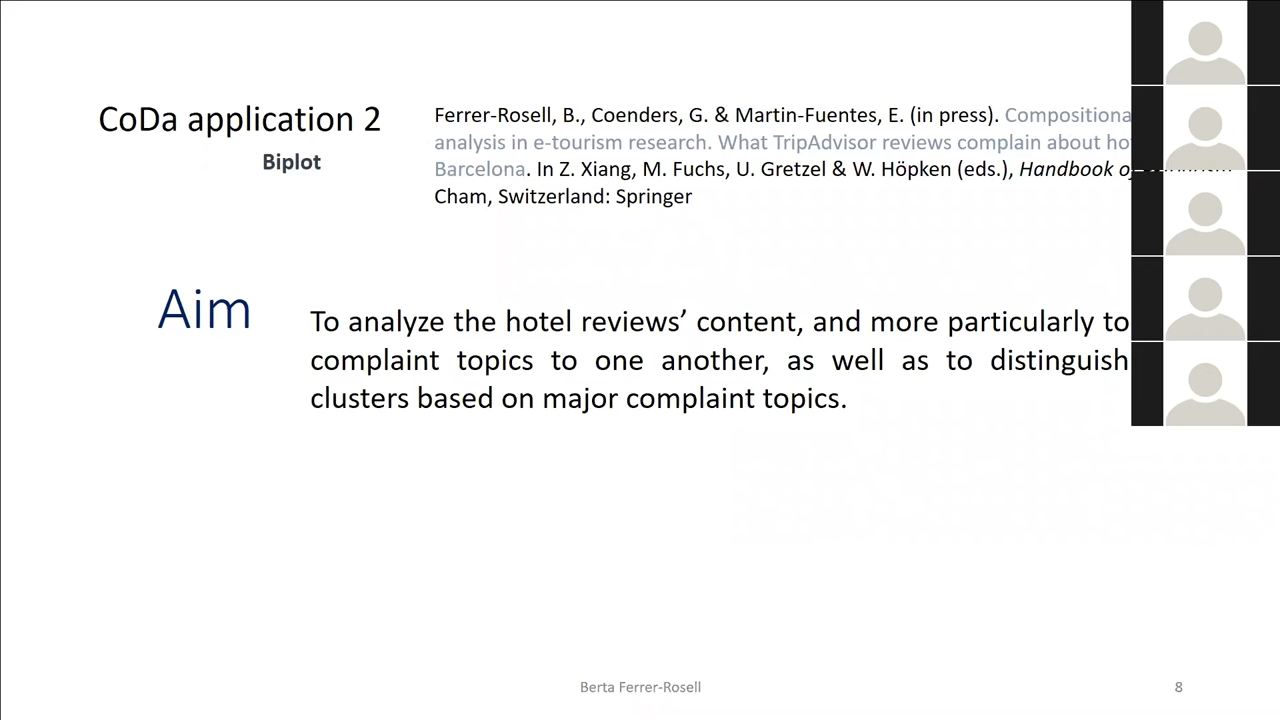 CoDa application 2
Biplot
Ferrer-Rosell, B., Coenders, G. & Martin-Fuentes, E. (in press).
analysis in e-tourism research. What TripAdvisor reviews complain about
Barcelona. In Z. Xiang, M. Fuchs, U. Gretzel & W. Höpken (eds.), Handbook
Cham, Switzerland: Springer
Aim
To analyze the hotel reviews’ content, and more particularly to
complaint topics to one another, as well as to distinguish
clusters based on major complaint topics.
Berta Ferrer-Rosell
8